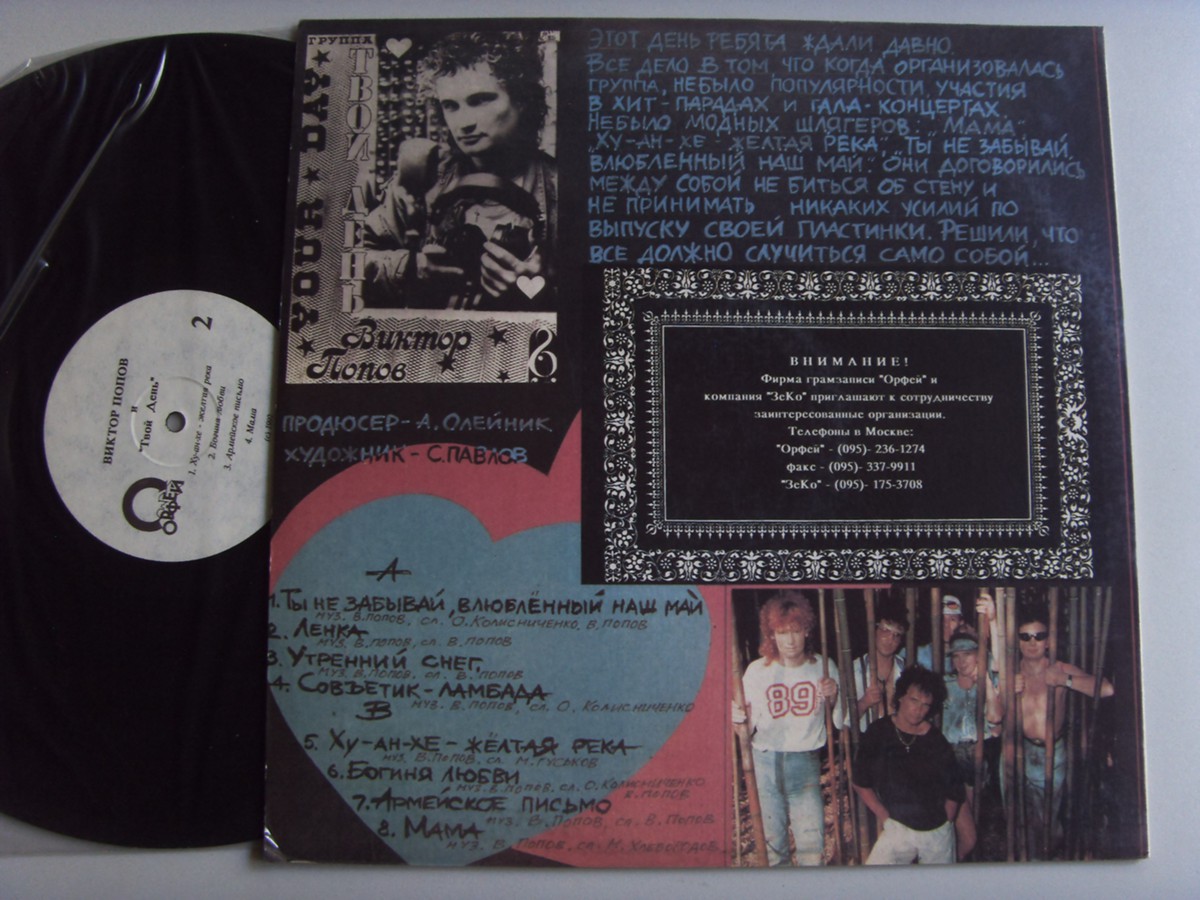 ГРУППА
ТВОЙ ДЕНЬ
YOUR ★ DAY
Виктор
Попов
ЭТОТ ДЕНЬ РЕБЯТА ЖДАЛИ ДАВНО.
ВСЕ ДЕЛО В ТОМ ЧТО КОГДА ОРГАНИЗОВАЛАСЬ
ГРУППА, НЕБЫЛО ПОПУЛЯРНОСТИ, УЧАСТИЯ
В ХИТ-ПАРАДАХ И ГАЛА-КОНЦЕРТАХ.
НЕБЫЛО МОДНЫХ ШЛЯГЕРОВ: „МАМА"
„ХУ-АН-ХЕ - ЖЕЛТАЯ РЕКА", „ТЫ НЕ ЗАБЫВАЙ,
ВЛЮБЛЕННЫЙ НАШ МАЙ". ОНИ ДОГОВОРИЛИСЬ
МЕЖДУ СОБОЙ НЕ БИТЬСЯ ОБ СТЕНУ И
НЕ ПРИНИМАТЬ НИКАКИХ УСИЛИЙ ПО
ВЫПУСКУ СВОЕЙ ПЛАСТИНКИ. РЕШИЛИ, ЧТО
ВСЕ ДОЛЖНО СЛУЧИТЬСЯ САМО СОБОЙ...
ВНИМАНИЕ!
Фирма грамзаписи "Орфей" и
компания "ЗеКо" приглашают к сотрудничеству
заинтересованые организации.
Телефоны в Москве:
"Орфей" - (095)- 236-1274
факс - (095)- 337-9911
"ЗеКо" - (095)- 175-3708
ПРОДЮСЕР - А. ОЛЕЙНИК
ХУДОЖНИК - С.ПАВЛОВ
А
1. ТЫ НЕ ЗАБЫВАЙ, ВЛЮБЛЁННЫЙ НАШ МАЙ
МУЗ. В.ПОПОВ, СЛ. О.КОЛИСНИЧЕНКО, В.ПОПОВ
2. ЛЕНКА
МУЗ. В.ПОПОВ, СЛ. В.ПОПОВ
3. УТРЕННИЙ СНЕГ,
МУЗ. В.ПОПОВ, СЛ. В. ПОПОВ
4. СОВЪЕТИК-ЛАМБАДА
МУЗ. В.ПОПОВ, СЛ. О. КОЛИСНИЧЕНКО
В
5. ХУ-АН-ХЕ - ЖЁЛТАЯ РЕКА
МУЗ. В.ПОПОВ, СЛ. М.ГУСЬКОВ
6. БОГИНЯ ЛЮБВИ
МУЗ. В.ПОПОВ, СЛ. О.КОЛИСНИЧЕНКО
В.ПОПОВ
7. АРМЕЙСКОЕ ПИСЬМО
МУЗ. В. ПОПОВ, СЛ. В. ПОПОВ
8. МАМА
МУЗ. В. ПОПОВ, СЛ. М. ХЛЕБОРОДОВ
89
2
ВИКТОР ПОПОВ
и
"Твой День"
1. Ху-ан-хе - желтая река
2. Богиня любви
3. Армейское письмо
4. Мама
ОРФЕЙ